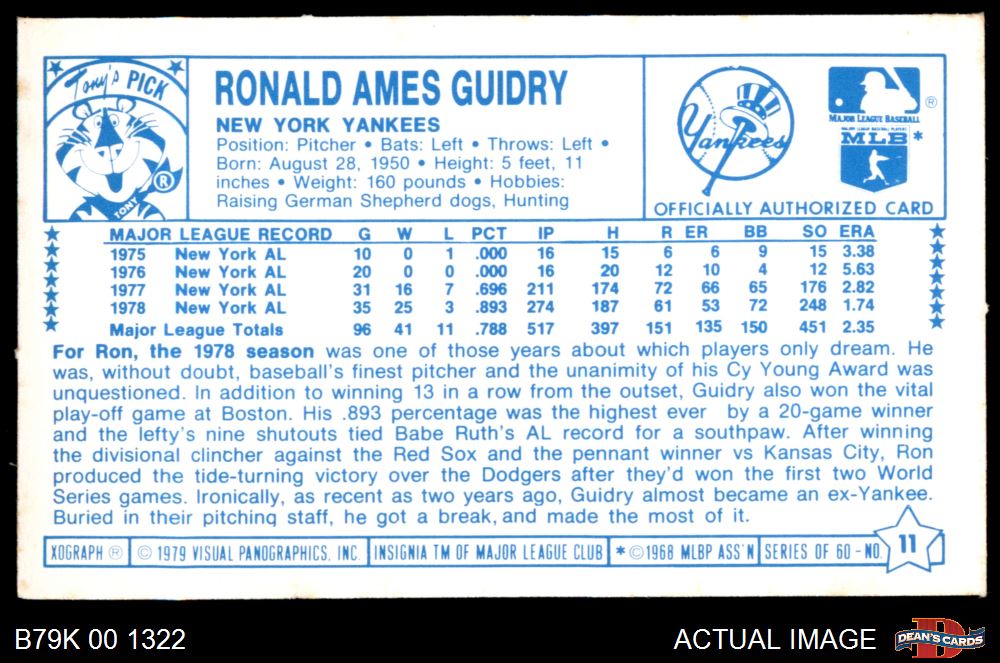 Tony's PICK
®
TONY
RONALD AMES GUIDRY
NEW YORK YANKEES
Position: Pitcher • Bats: Left • Throws: Left •
Born: August 28, 1950 • Height: 5 feet, 11
inches • Weight: 160 pounds • Hobbies:
Raising German Shepherd dogs, Hunting
Yankees
®
MAJOR LEAGUE BASEBALL
MAJOR LEAGUE BASEBALL PLAYERS
MLB*
OFFICIALLY AUTHORIZED CARD
MAJOR LEAGUE RECORD G W L PCT IP H R ER BB SO ERA
1975 New York AL 10 0 1 .000 16 15 6 6 9 15 3.38
1976 New York AL 20 0 0 .000 16 20 12 10 4 12 5.63
1977 New York AL 31 16 7 .696 211 174 72 66 65 176 2.82
1978 New York AL 35 25 3 .893 274 187 61 53 72 248 1.74
Major League Totals 96 41 11 .788 517 397 151 135 150 451 2.35
For Ron, the 1978 season was one of those years about which players only dream. He
was, without doubt, baseball's finest pitcher and the unanimity of his Cy Young Award was
unquestioned. In addition to winning 13 in a row from the outset, Guidry also won the vital
play-off game at Boston. His .893 percentage was the highest ever by a 20-game winner
and the lefty's nine shutouts tied Babe Ruth's AL record for a southpaw. After winning
the divisional clincher against the Red Sox and the pennant winner vs Kansas City, Ron
produced the tide-turning victory over the Dodgers after they'd won the first two World
Series games. Ironically, as recent as two years ago, Guidry almost became an ex-Yankee.
Buried in their pitching staff, he got a break, and made the most of it.
XOGRAPH ® © 1979 VISUAL PANOGRAPHICS, INC. INSIGNIA TM OF MAJOR LEAGUE CLUB * © 1968 MLBP ASS'N SERIES OF 60 - NO. 11
B79K 00 1322
ACTUAL IMAGE
DEAN'S CARDS